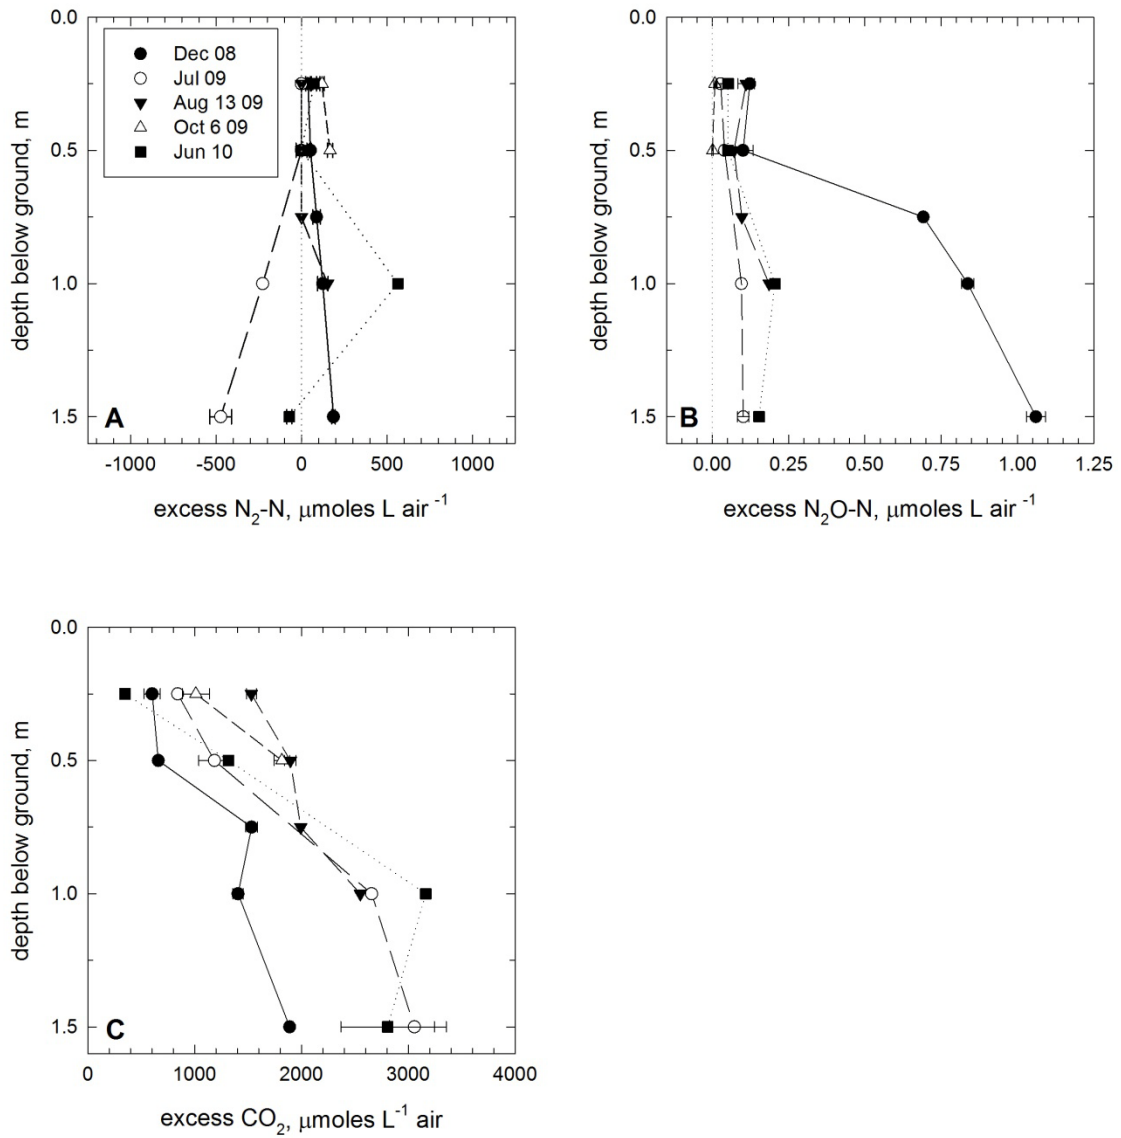 0.0
0.5
1.0
1.5
depth below ground, m
Dec 08
Jul 09
Aug 13 09
Oct 6 09
Jun 10
A
-1000 -500 0 500 1000
excess N2-N, μmoles L air -1
0.0
0.5
1.0
1.5
depth below ground, m
B
0.00 0.25 0.50 0.75 1.00 1.25
excess N2O-N, μmoles L air -1
0.0
0.5
1.0
1.5
depth below ground, m
C
0 1000 2000 3000 4000
excess CO2, μmoles L-1 air